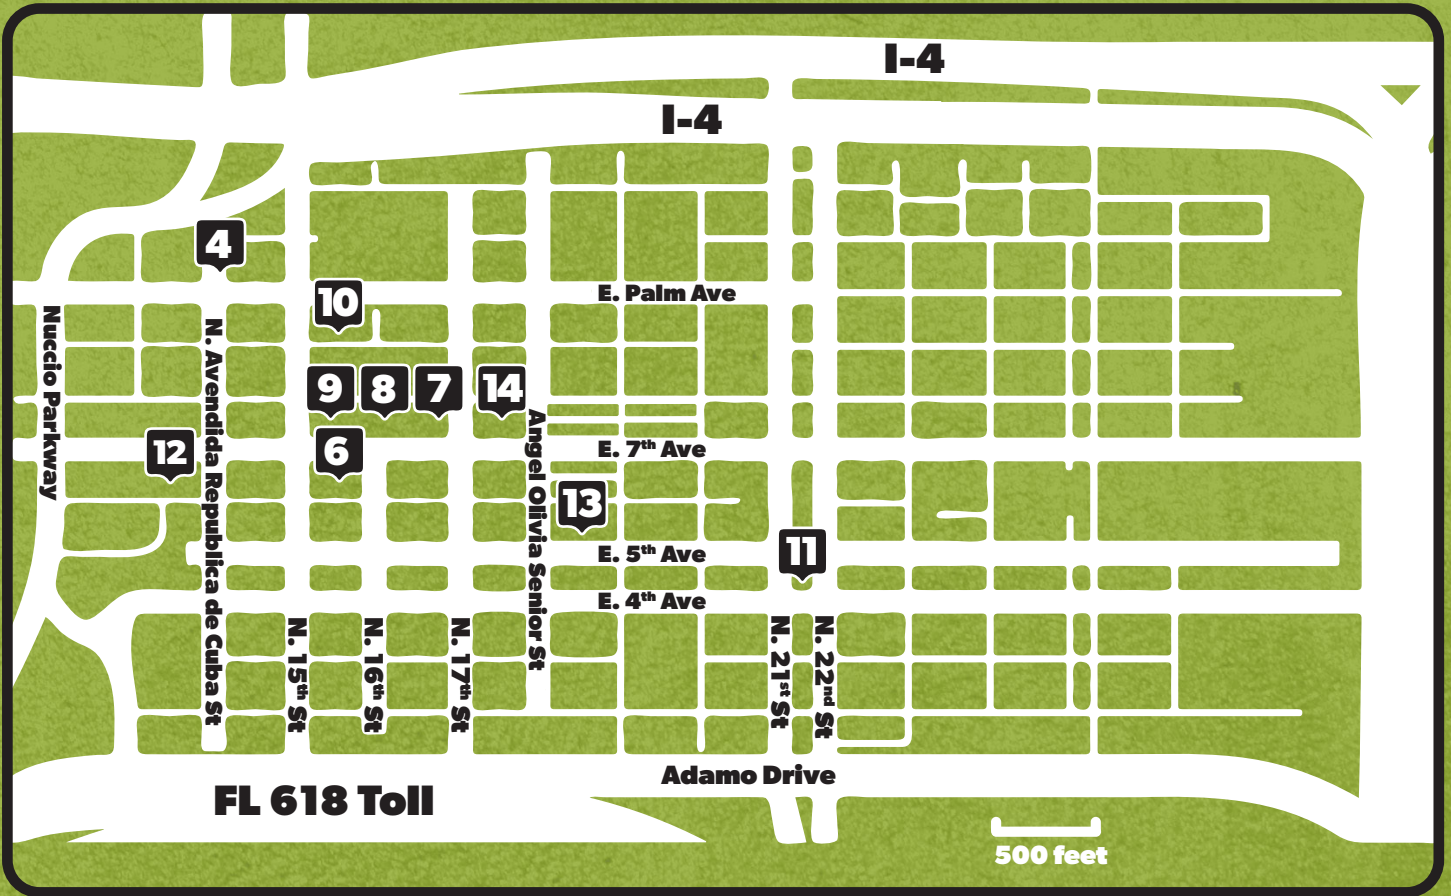 I-4
I-4
4
E. Palm Ave
10
Nuccio Parkway
N. Avendida Republica de Cuba St
9
8
7
14
Angel Olivia Senior St
12
6
E. 7th Ave
13
E. 5th Ave
11
E. 4th Ave
N. 15th St
N. 16th St
N. 17th St
N. 21st St
N. 22nd St
Adamo Drive
FL 618 Toll
500 feet